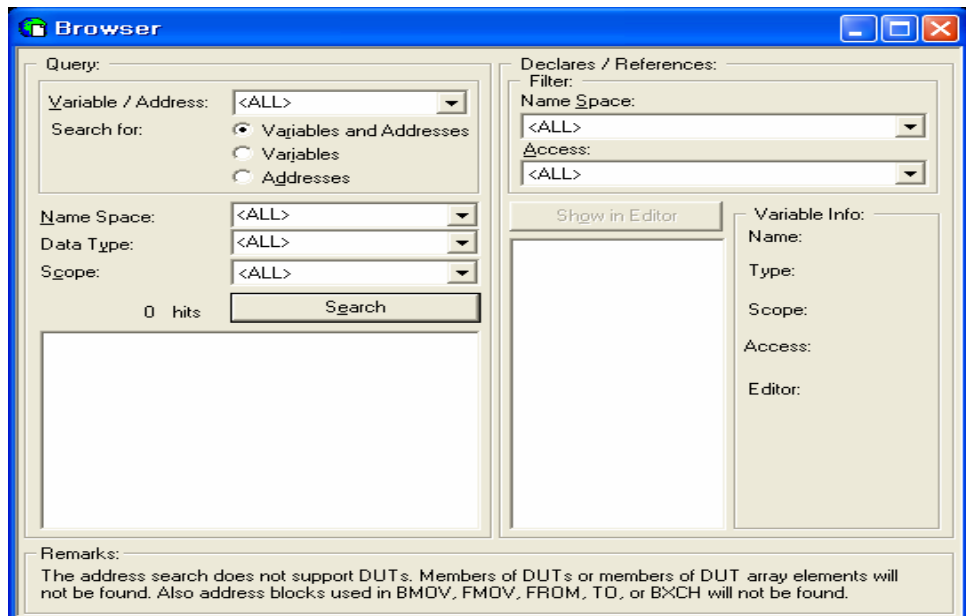 Browser
Query:
Variable / Address: <ALL>
Search for: Variables and Addresses
Variables
Addresses
Name Space: <ALL>
Data Type: <ALL>
Scope: <ALL>
0 hits Search
Declares / References:
Filter:
Name Space:
<ALL>
Access:
<ALL>
Show in Editor
Variable Info:
Name:
Type:
Scope:
Access:
Editor:
Remarks:
The address search does not support DUTs. Members of DUTs or members of DUT array elements will
not be found. Also address blocks used in BMOV, FMOV, FROM, TO, or BXCH will not be found.